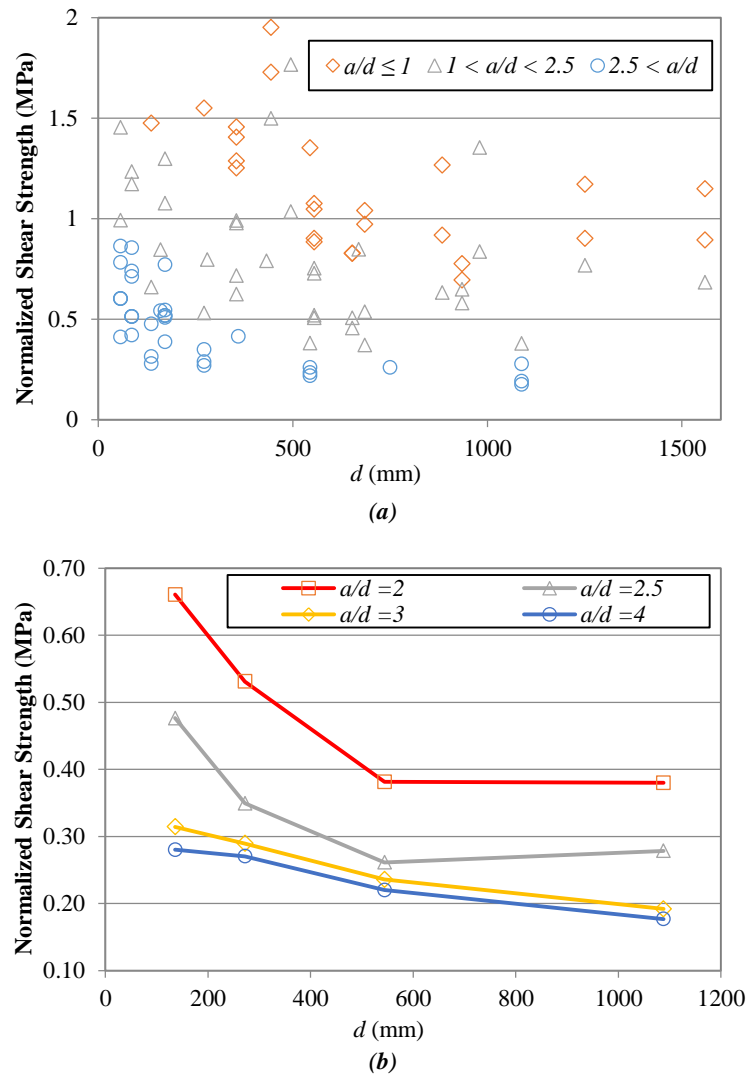 2
1.5
1
0.5
0
Normalized Shear Strength (MPa)
a/d ≤ 1 1 < a/d < 2.5 2.5 < a/d
0 500 1000 1500
d (mm)
(a)
0.70
0.60
0.50
0.40
0.30
0.20
0.10
Normalized Shear Strength (MPa)
a/d =2 a/d =2.5
a/d =3 a/d =4
0 200 400 600 800 1000 1200
d (mm)
(b)